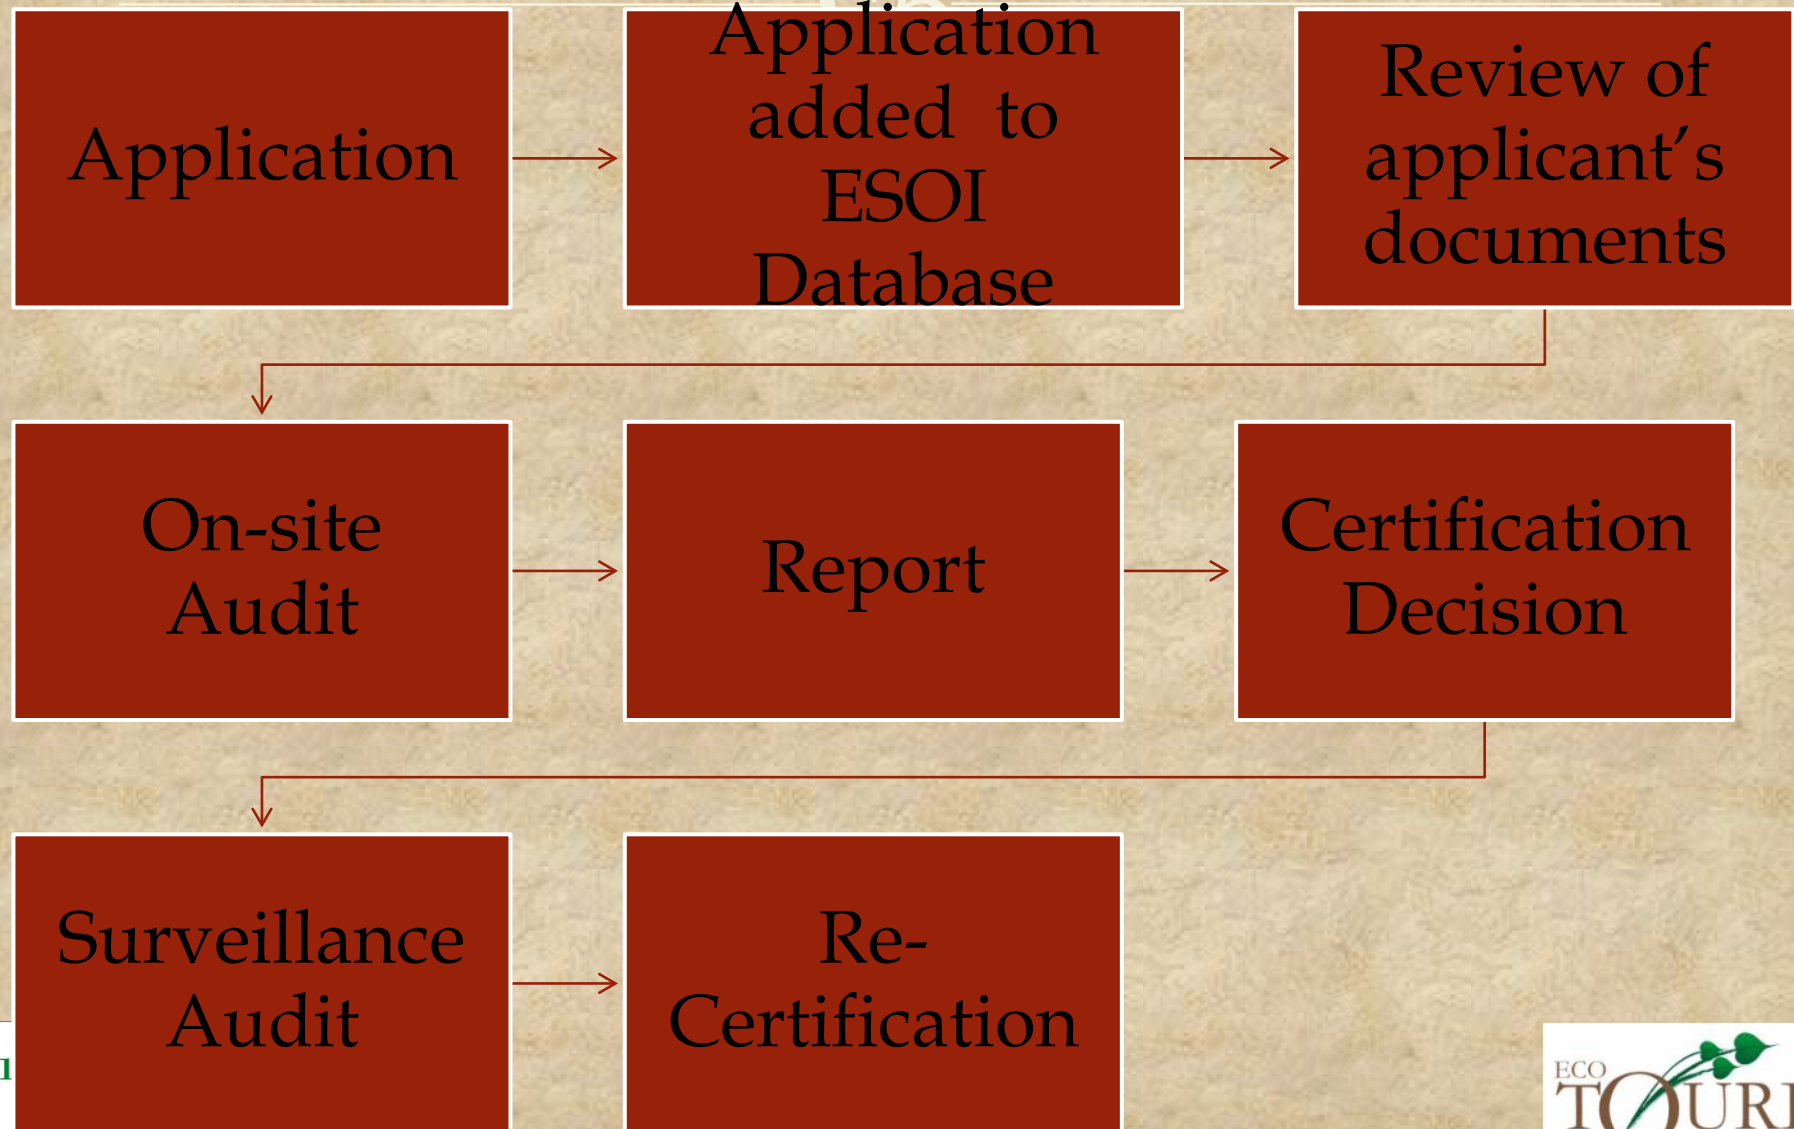 Application
Application
added to
ESOI
Database
Review of
applicant’s
documents
On-site
Audit
Report
Certification
Decision
Surveillance
Audit
Re-
Certification
ECO
TOURI